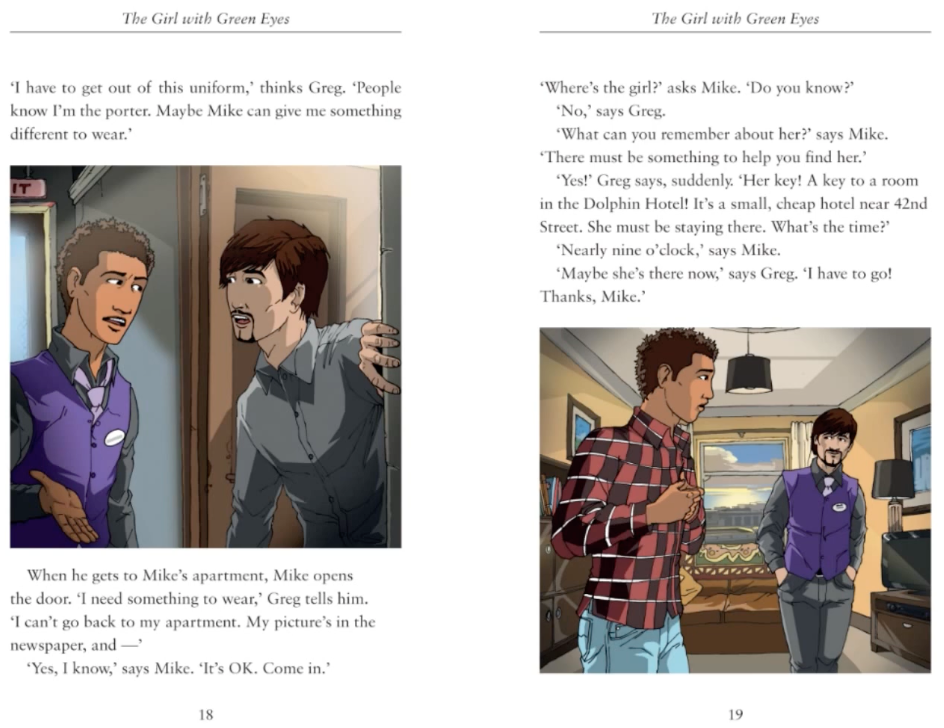 The Girl with Green Eyes
‘I have to get out of this uniform,’ thinks Greg. ‘People
know I’m the porter. Maybe Mike can give me something
different to wear.’
IT
When he gets to Mike’s apartment, Mike opens
the door. ‘I need something to wear,’ Greg tells him.
‘I can’t go back to my apartment. My picture’s in the
newspaper, and —’
‘Yes, I know,’ says Mike. ‘It’s OK. Come in.’
18
The Girl with Green Eyes
‘Where’s the girl?’ asks Mike. ‘Do you know?’
‘No,’ says Greg.
‘What can you remember about her?’ says Mike.
‘There must be something to help you find her.’
‘Yes!’ Greg says, suddenly. ‘Her key! A key to a room
in the Dolphin Hotel! It’s a small, cheap hotel near 42nd
Street. She must be staying there. What’s the time?’
‘Nearly nine o’clock,’ says Mike.
‘Maybe she’s there now,’ says Greg. ‘I have to go!
Thanks, Mike.’
19